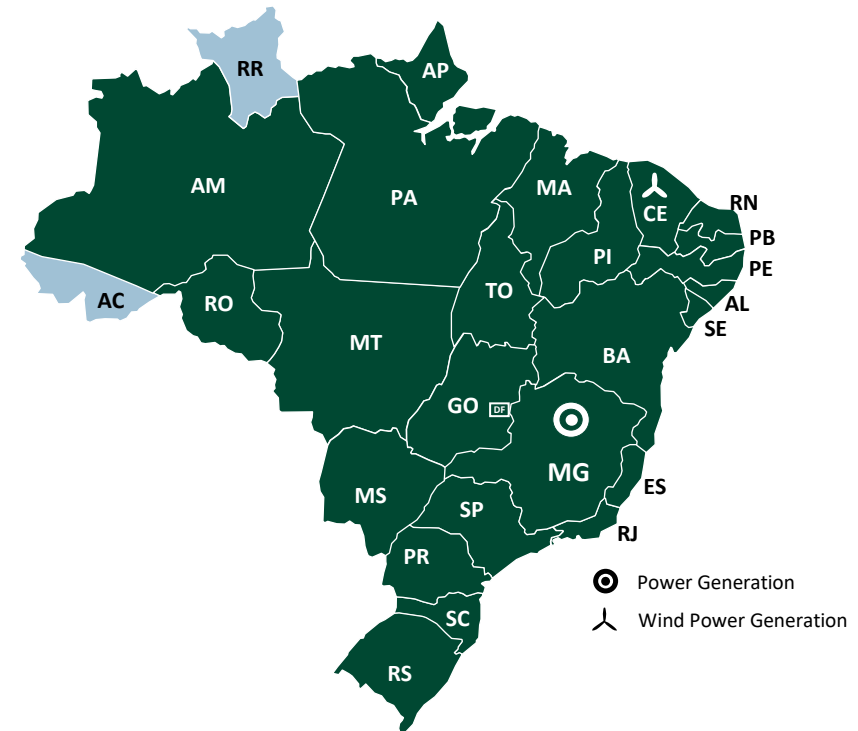 RR
AP
AM
PA
MA
CE
RN
PB
PI
PE
AC
RO
TO
AL
SE
MT
BA
GO
DF
MG
MS
ES
SP
RJ
PR
Power Generation
SC
Wind Power Generation
RS